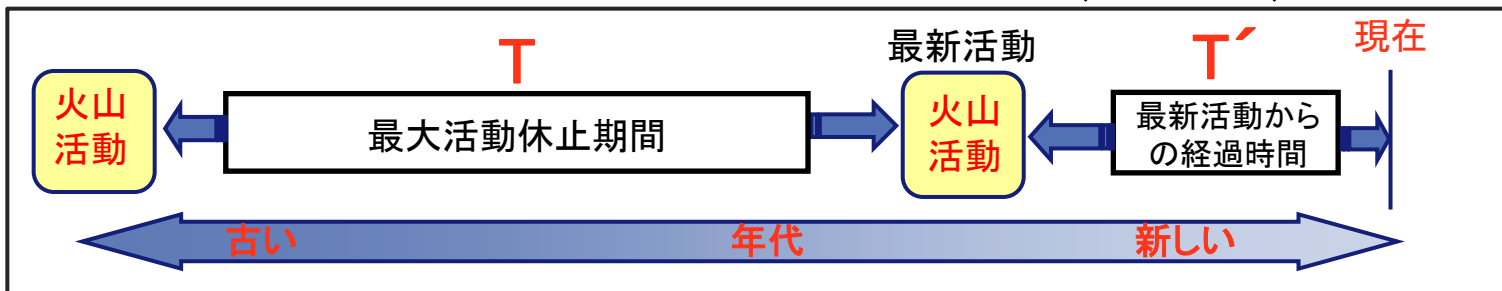 T
最新活動
T´
現在
火山
活動
最大活動休止期間
火山
活動
最新活動から
の経過時間
古い
年代
新しい